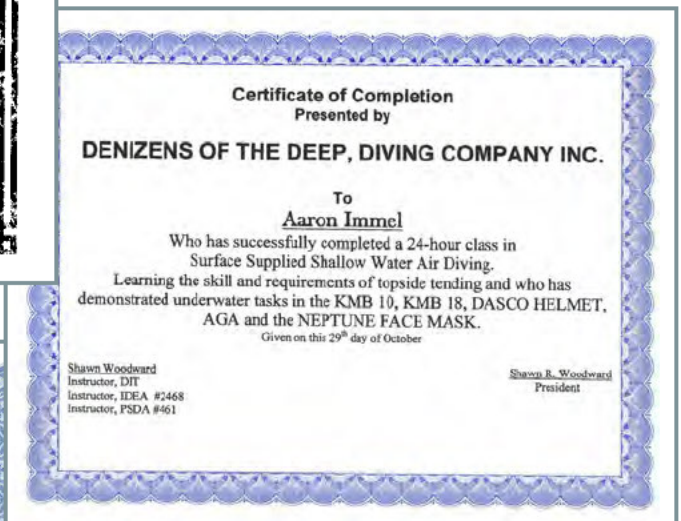 Certificate of Completion
Presented by
DENIZENS OF THE DEEP, DIVING COMPANY INC.
To
Aaron Immel
Who has successfully completed a 24-hour class in
Surface Supplied Shallow Water Air Diving.
Learning the skill and requirements of topside tending and who has
demonstrated underwater tasks in the KMB 10, KMB 18, DASCO HELMET,
AGA and the NEPTUNE FACE MASK.
Given on this 29th day of October
Shawn Woodward
Instructor, DIT
Instructor, IDEA #2468
Instructor, PSDA #461
Shawn R. Woodward
President